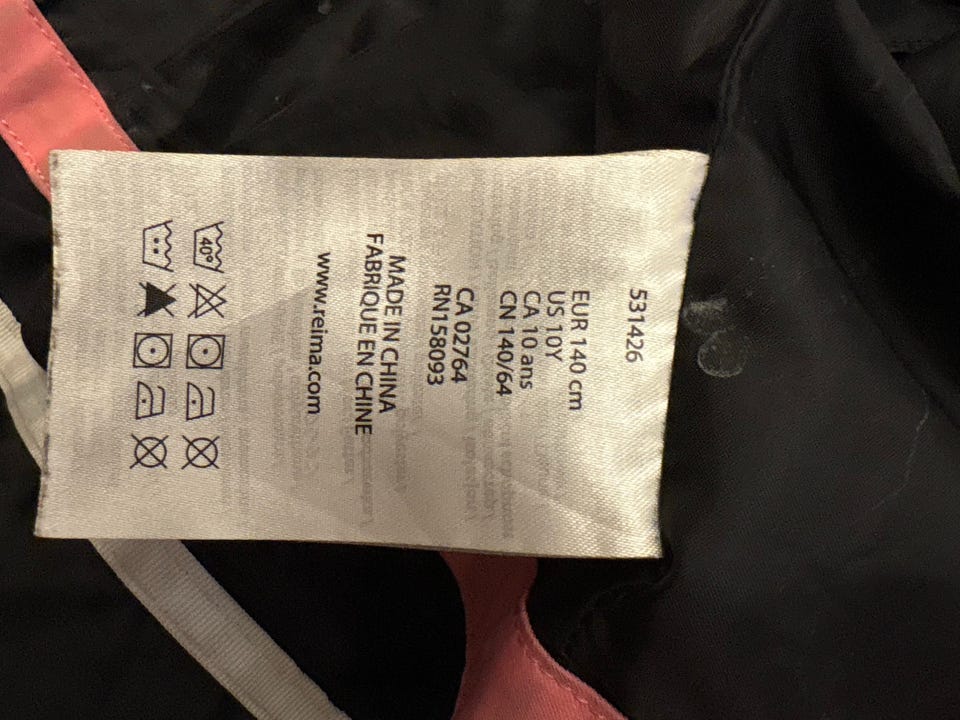 531426
EUR 140 cm
US 10Y
CA 10 ans
CN 140/64
CA 02764
RN158093
MADE IN CHINA
FABRIQUE EN CHINE
www.reima.com
40°